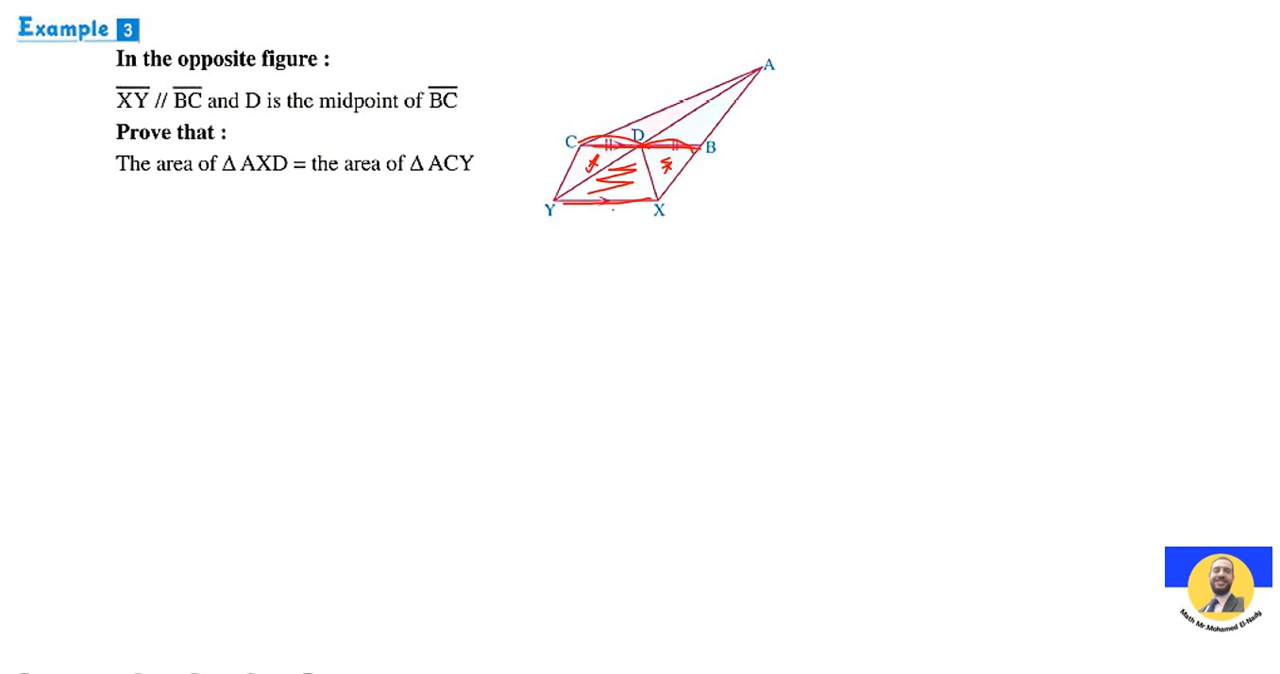 Example 3
In the opposite figure :
XY // BC and D is the midpoint of BC
Prove that :
The area of Δ AXD = the area of Δ ACY
A
C
D
B
Y
X
Math Mr.Mohamed El-Nady